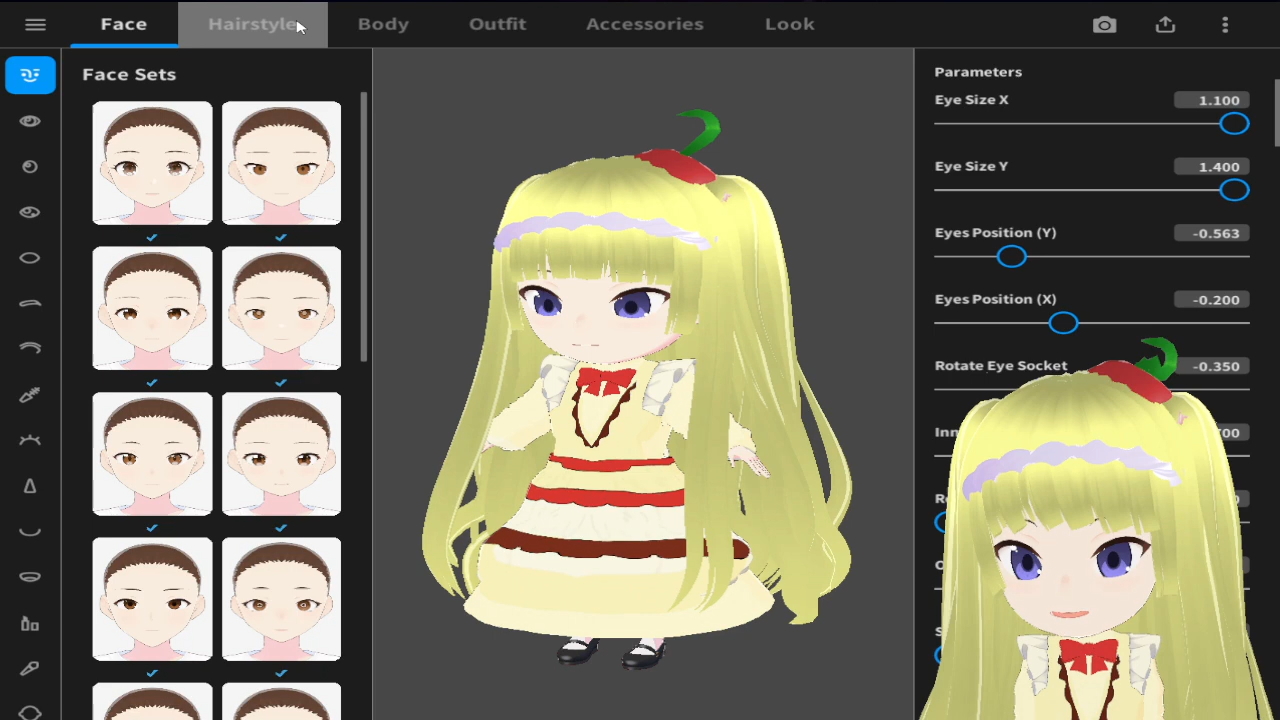 Face Hairstyle Body Outfit Accessories Look
Face Sets
Parameters
Eye Size X 1.100
Eye Size Y 1.400
Eyes Position (Y) -0.563
Eyes Position (X) -0.200
Rotate Eye Socket -0.350